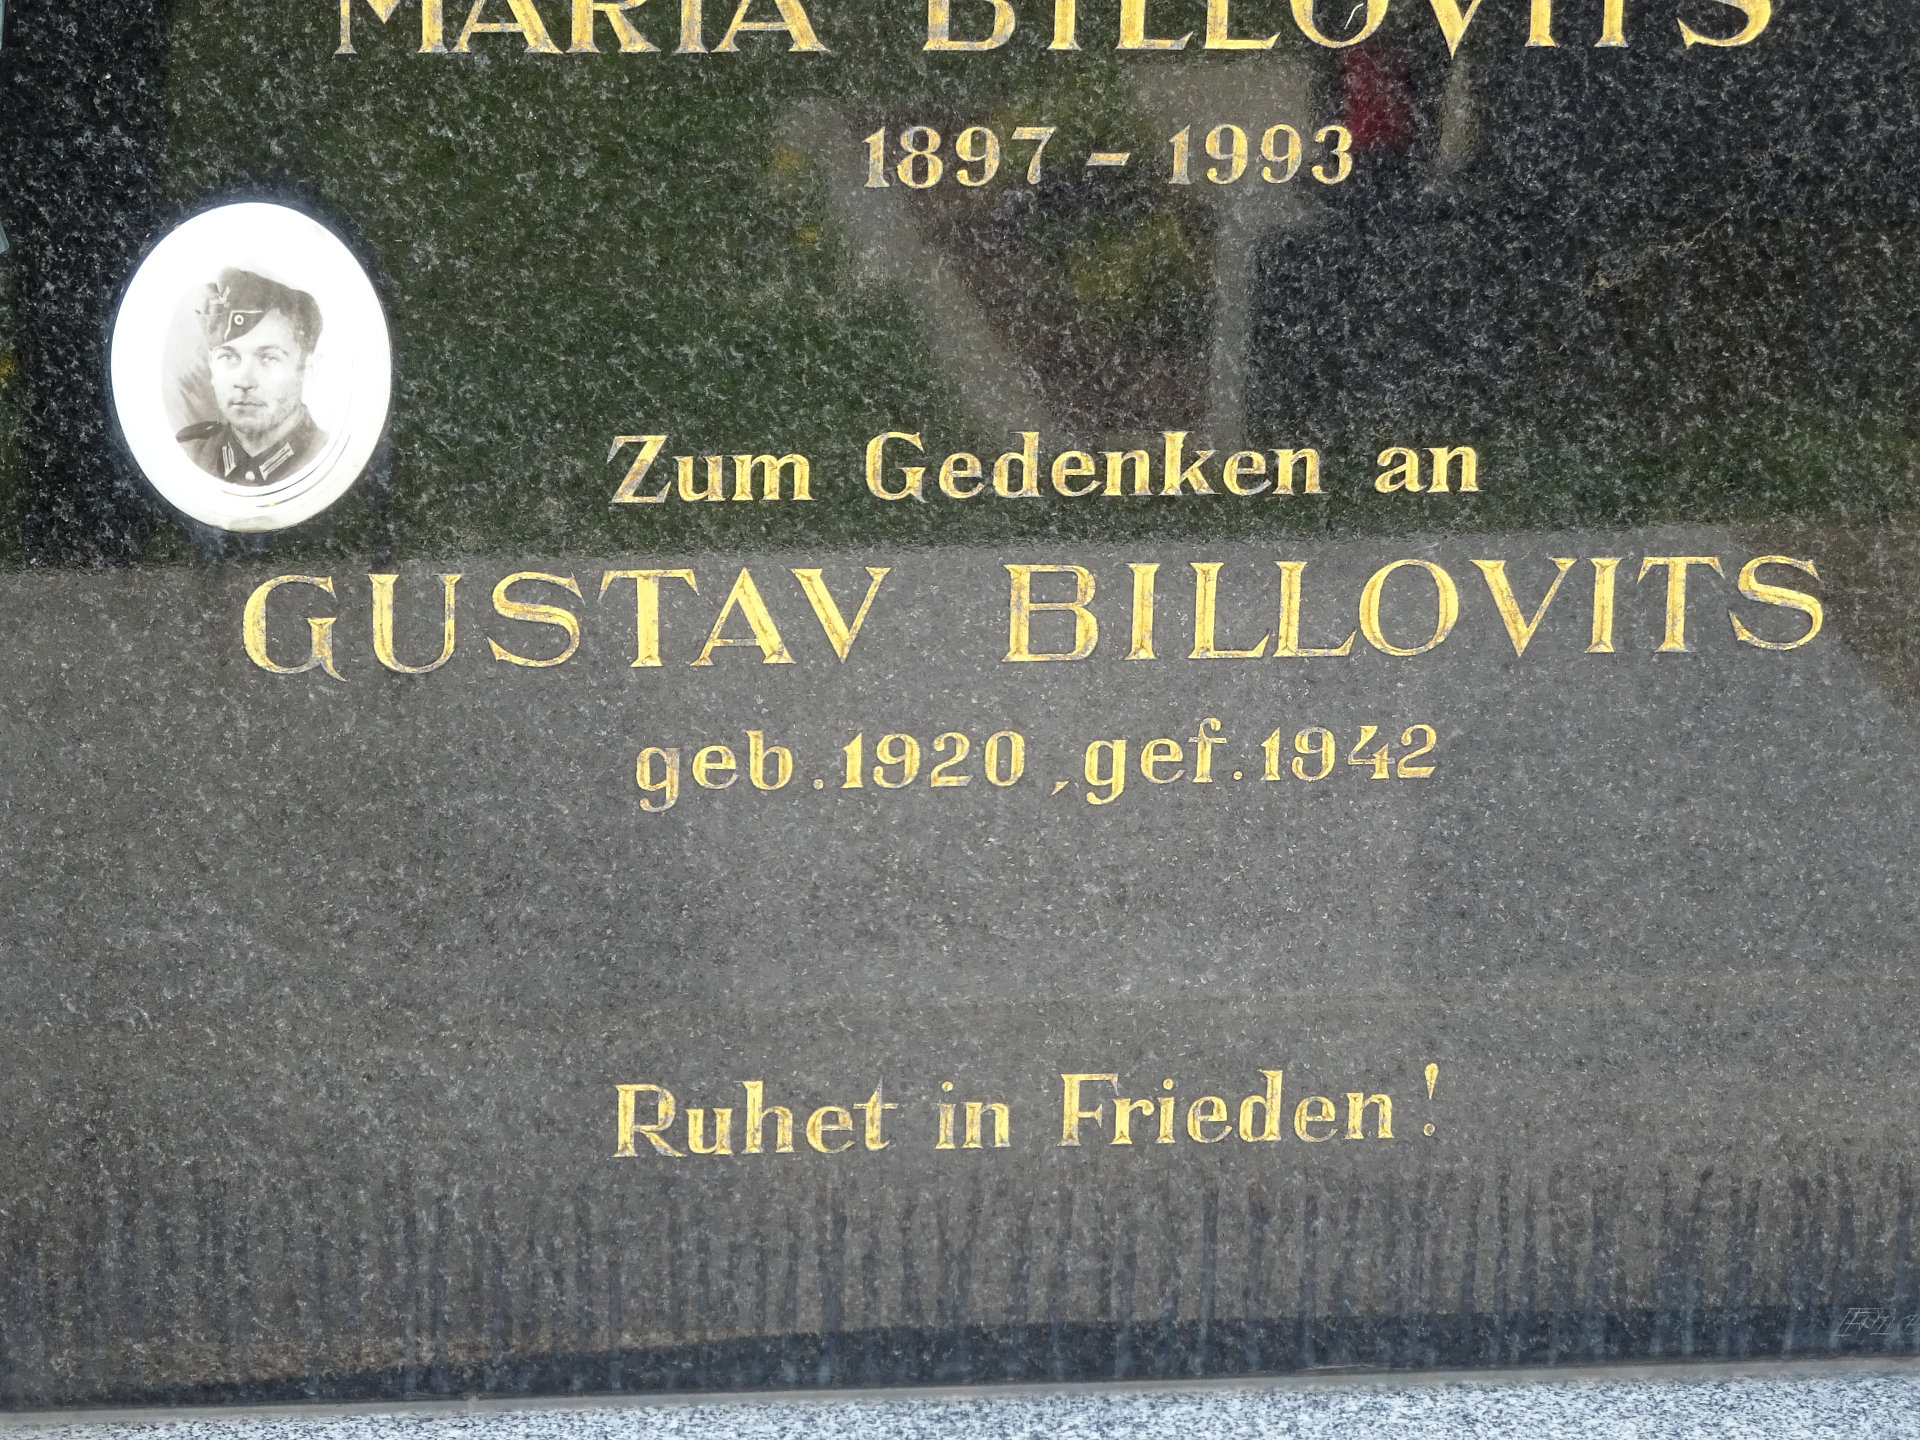 MARIA BILLOVITS
1897 - 1993
Zum Gedenken an
GUSTAV BILLOVITS
geb. 1920, gef. 1942
Ruhet in Frieden!